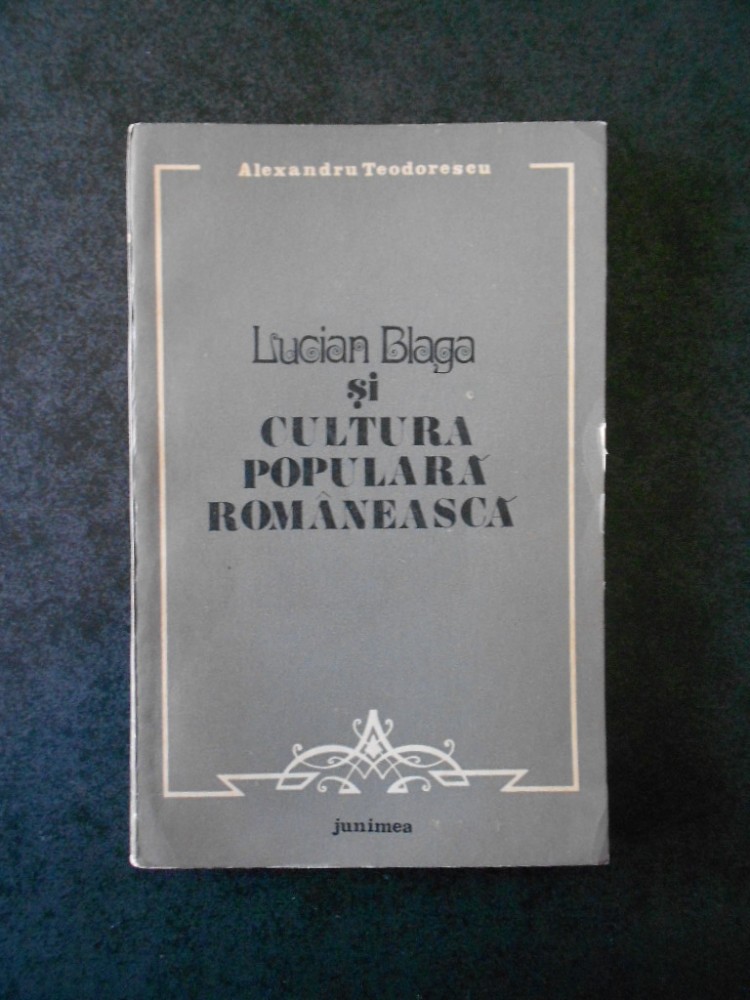 Alexandru Teodorescu
Lucian Blaga
și
CULTURA
POPULARĂ
ROMÂNEASCĂ
junimea